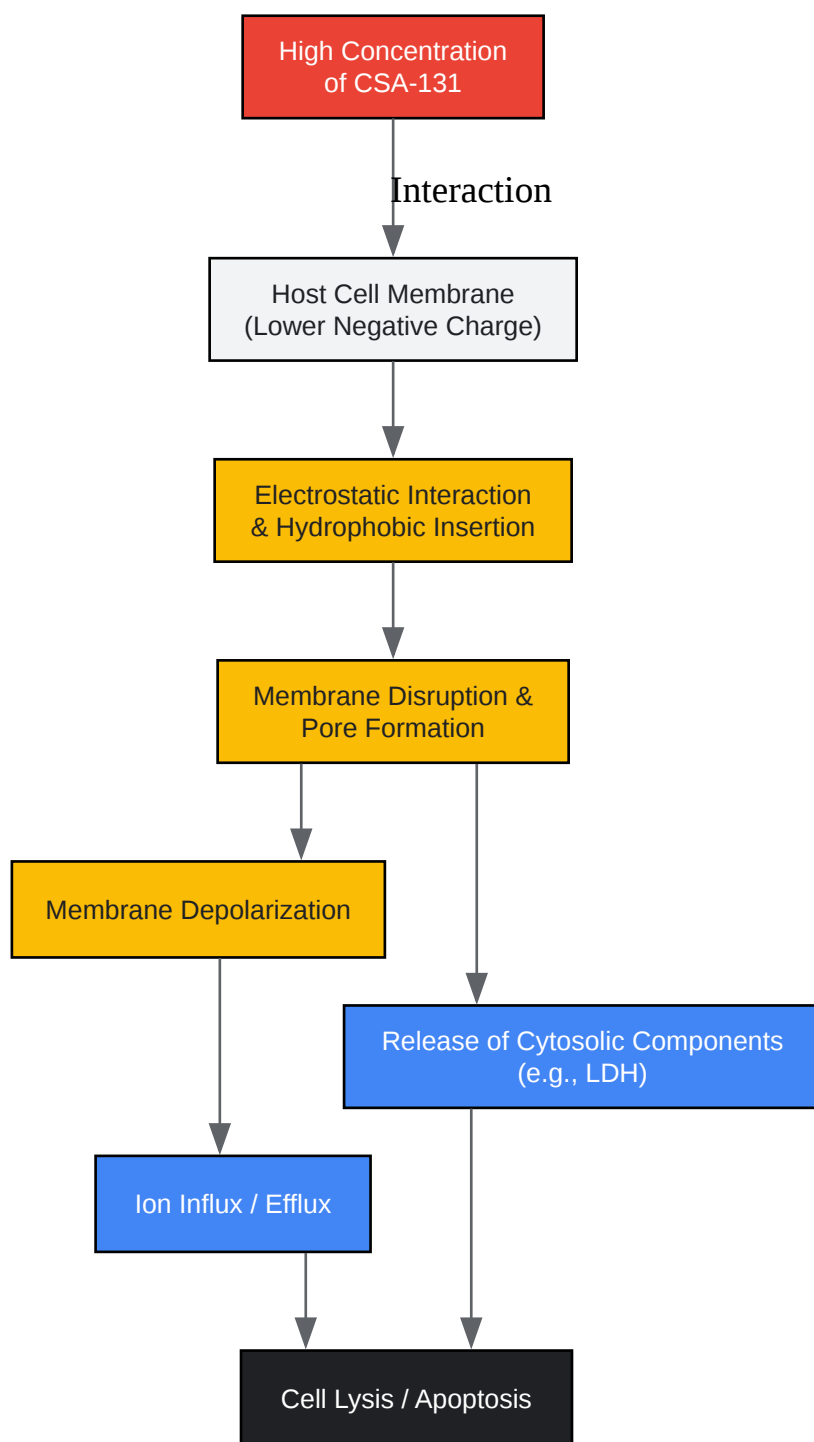 High Concentration
of CSA-131
Interaction
Host Cell Membrane
(Lower Negative Charge)
Electrostatic Interaction
& Hydrophobic Insertion
Membrane Disruption &
Pore Formation
Membrane Depolarization
Release of Cytosolic Components
(e.g., LDH)
Ion Influx / Efflux
Cell Lysis / Apoptosis